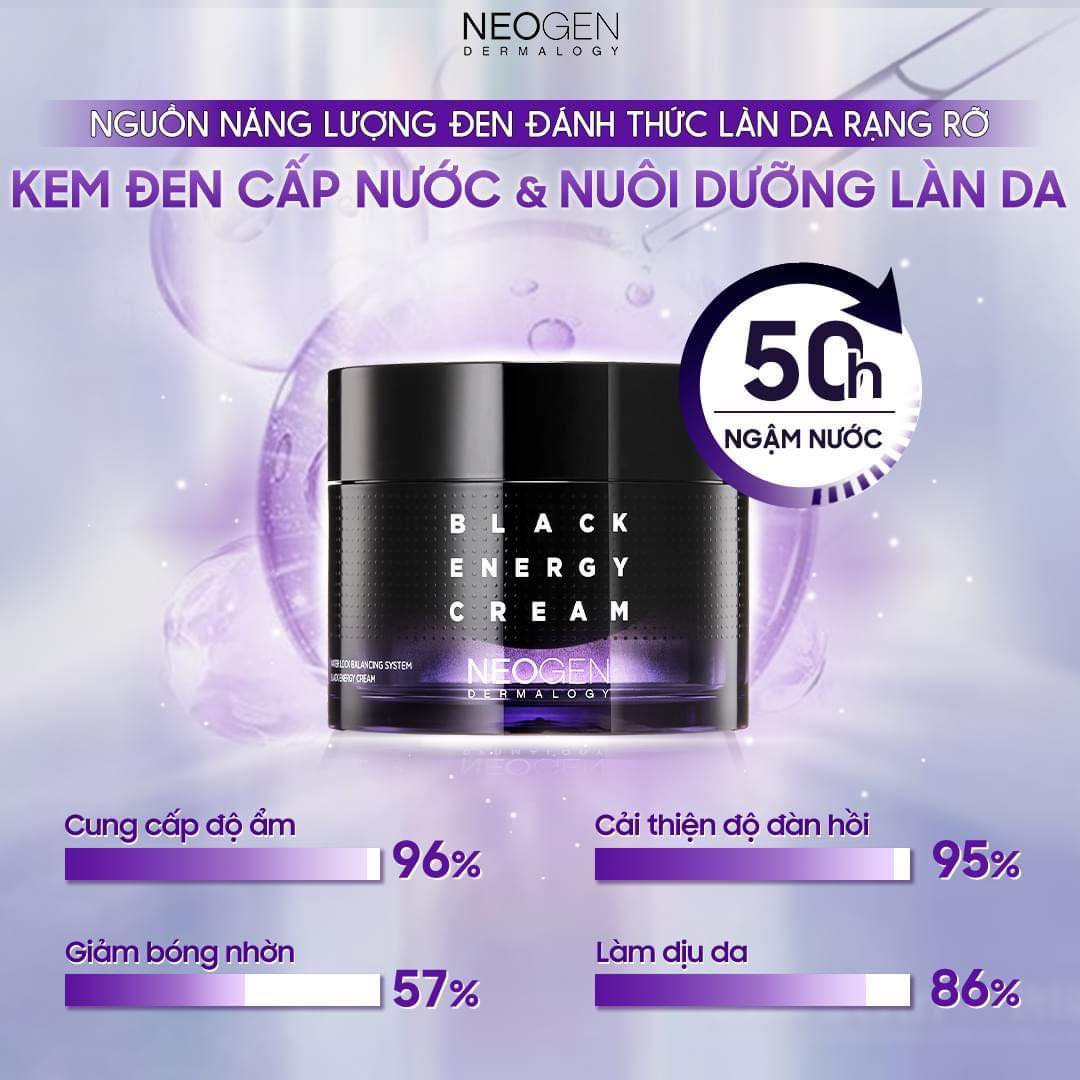 NEOGEN
DERMALOGY
NGUỒN NĂNG LƯỢNG ĐEN ĐÁNH THỨC LÀN DA RẠNG RỠ
KEM ĐEN CẤP NƯỚC & NUÔI DƯỠNG LÀN DA
50h
NGẬM NƯỚC
BLACK
ENERGY
CREAM
LOCK BALANCING SYSTEM
ENERGY CREAM
NEOGEN
DERMALOGY
Cung cấp độ ẩm
96%
Cải thiện độ đàn hồi
95%
Giảm bóng nhờn
57%
Làm dịu da
86%